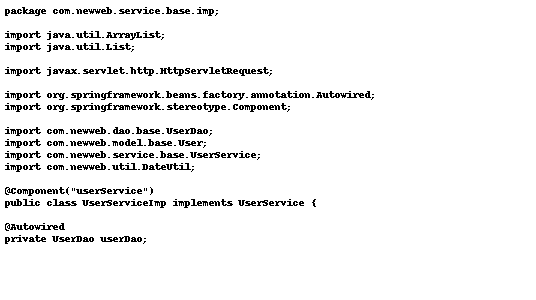 package com.newweb.service.base.imp;
import java.util.ArrayList;
import java.util.List;
import javax.servlet.http.HttpServletRequest;
import org.springframework.beans.factory.annotation.Autowired;
import org.springframework.stereotype.Component;
import com.newweb.dao.base.UserDao;
import com.newweb.model.base.User;
import com.newweb.service.base.UserService;
import com.newweb.util.DateUtil;
@Component("userService")
public class UserServiceImp implements UserService {
@Autowired
private UserDao userDao;